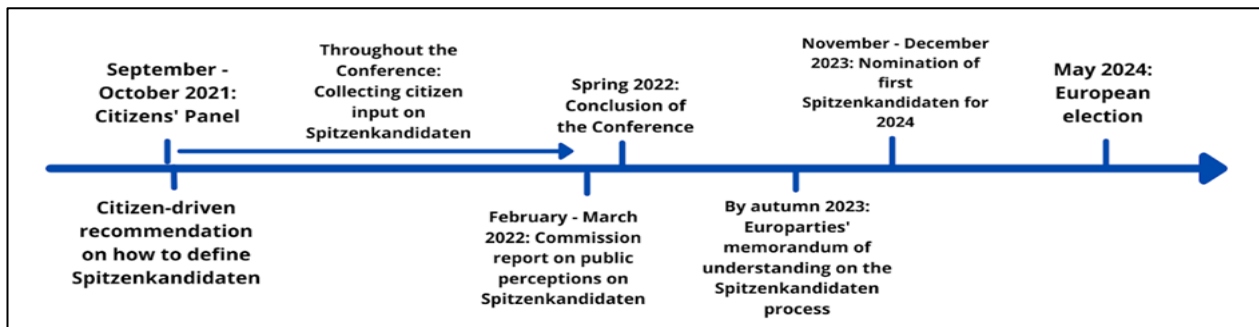 September -
October 2021:
Citizens' Panel
Throughout the
Conference:
Collecting citizen
input on
Spitzenkandidaten
Spring 2022:
Conclusion of
the Conference
November - December
2023: Nomination of
first
Spitzenkandidaten for
2024
May 2024:
European
election
Citizen-driven
recommendation
on how to define
Spitzenkandidaten
February - March
2022: Commission
report on public
perceptions on
Spitzenkandidaten
By autumn 2023:
Europarties'
memorandum of
understanding on the
Spitzenkandidaten
process